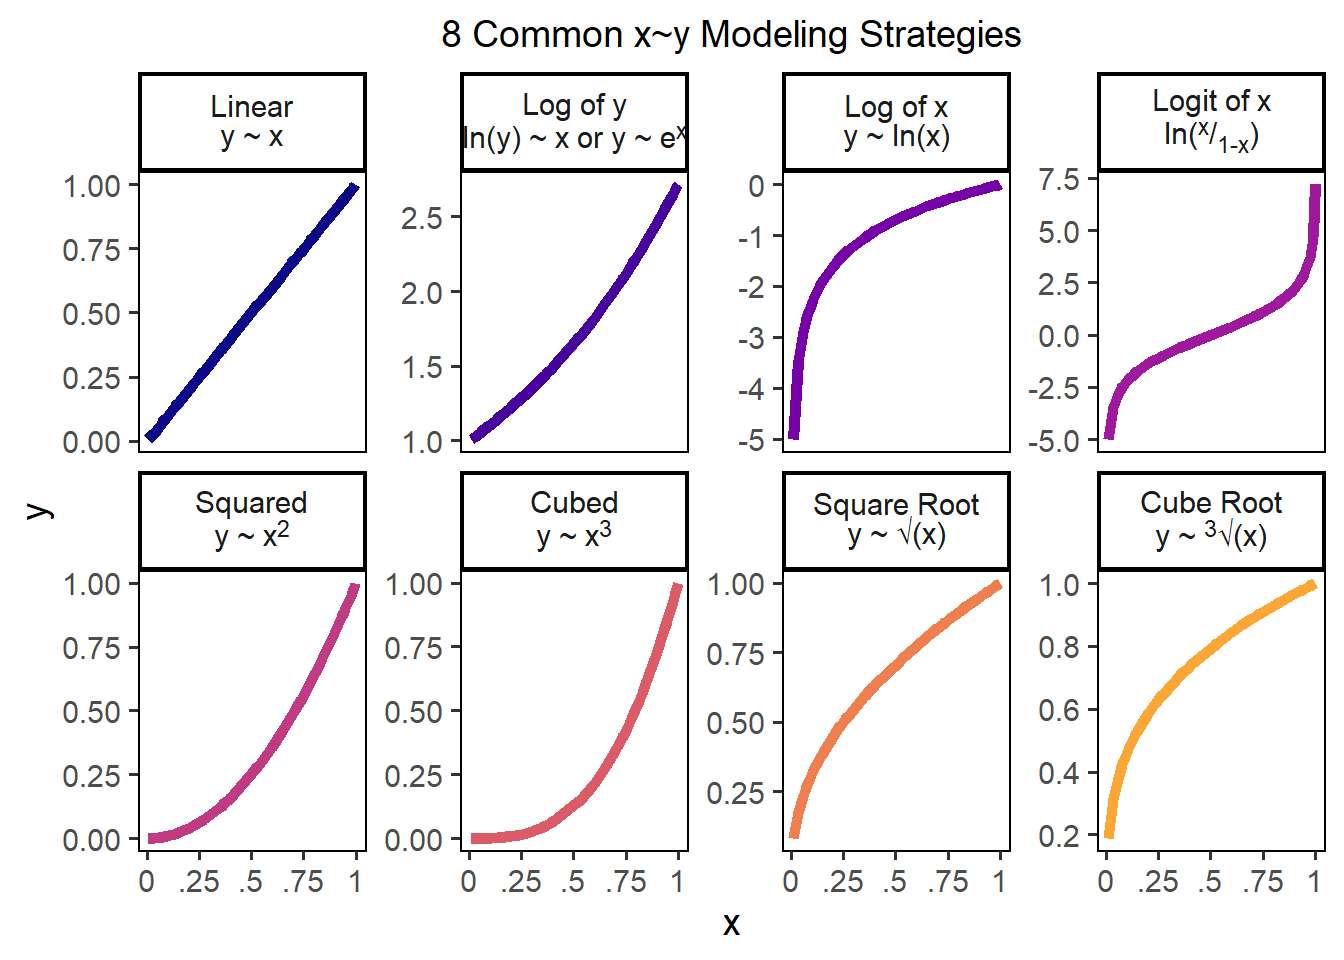 8 Common x~y Modeling Strategies
Linear
y ~ x
Log of y
ln(y) ~ x or y ~ eˣ
Log of x
y ~ ln(x)
Logit of x
ln(ˣ/₁₋ₓ)
1.00
0.75
0.50
0.25
0.00
2.5
2.0
1.5
1.0
0
-1
-2
-3
-4
-5
7.5
5.0
2.5
0.0
-2.5
-5.0
y
Squared
y ~ x²
Cubed
y ~ x³
Square Root
y ~ √(x)
Cube Root
y ~ ³√(x)
1.00
0.75
0.50
0.25
0.00
1.00
0.75
0.50
0.25
0.00
1.00
0.75
0.50
0.25
1.0
0.8
0.6
0.4
0.2
0 .25 .5 .75 1
0 .25 .5 .75 1
0 .25 .5 .75 1
0 .25 .5 .75 1
x